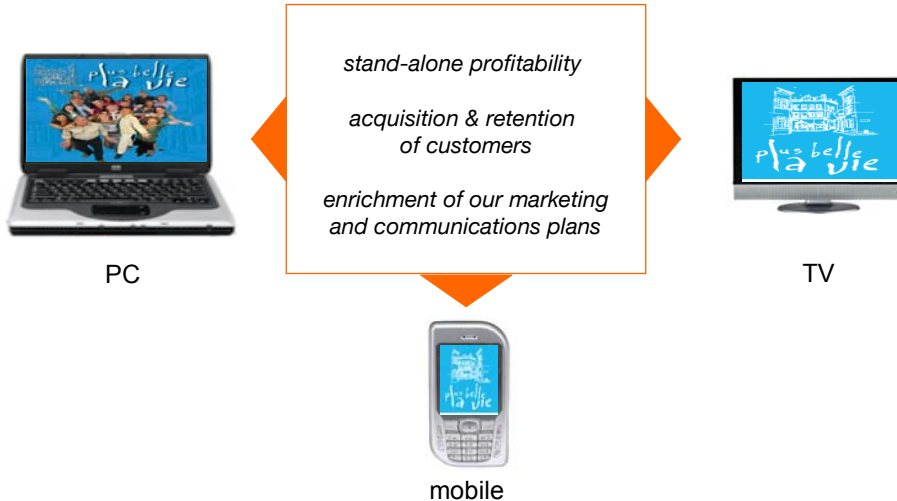 stand-alone profitability
acquisition & retention
of customers
enrichment of our marketing
and communications plans
plus belle
la vie
PC
plus belle
la vie
TV
plus belle
la vie
mobile